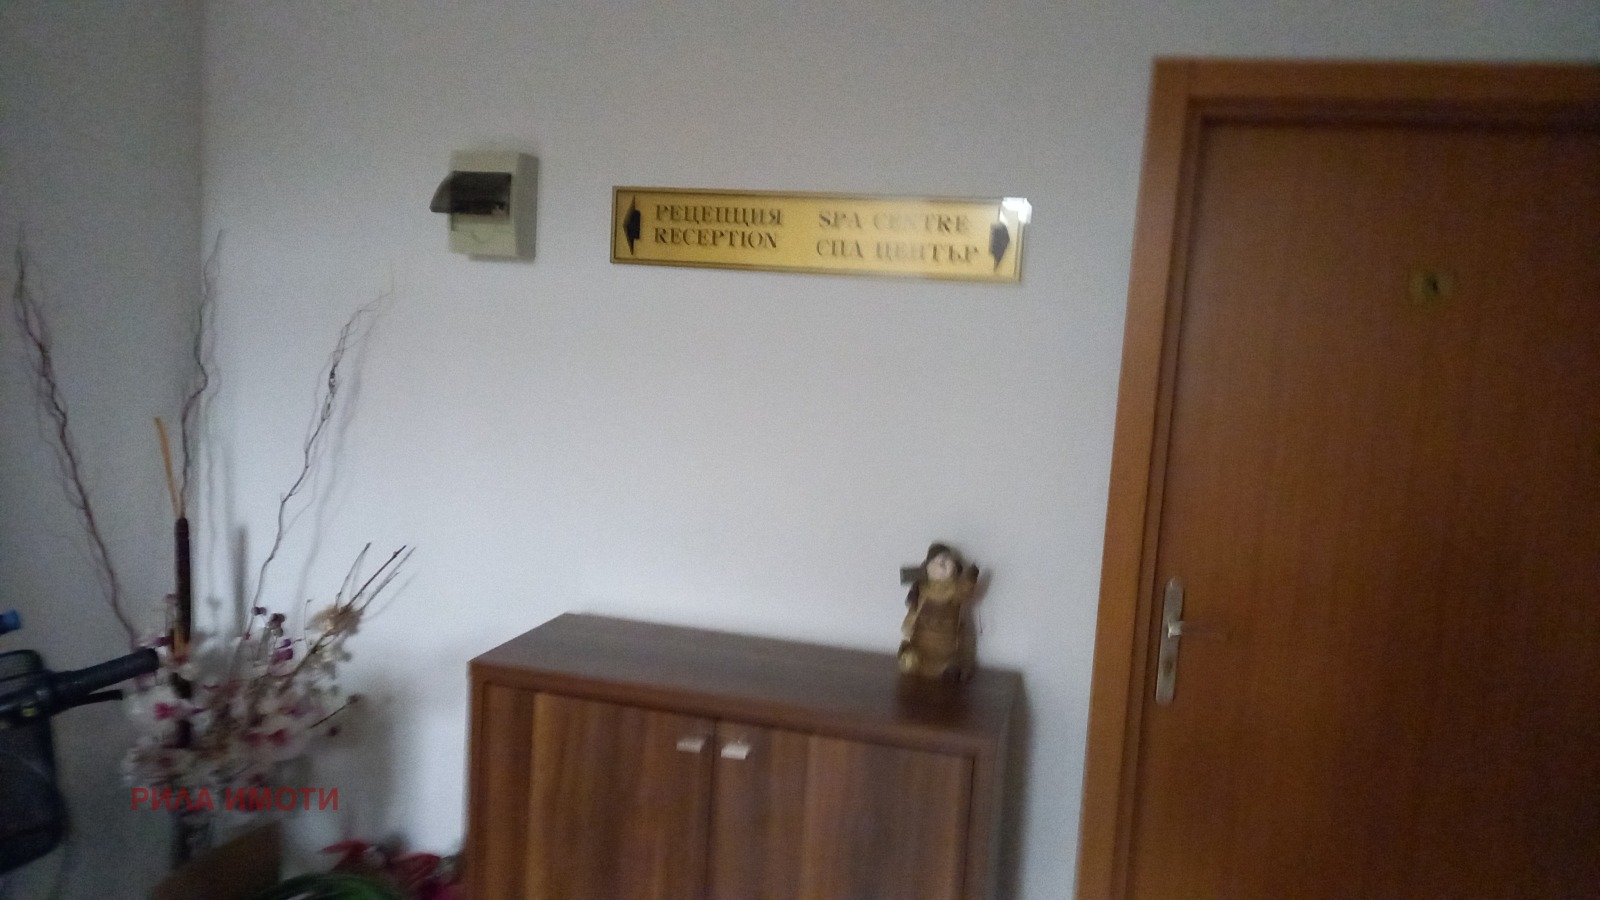 РЕЦЕПЦИЯ
RECEPTION
SPA CENTRE
СПА ЦЕНТЪР
РИЛА ИМОТИ